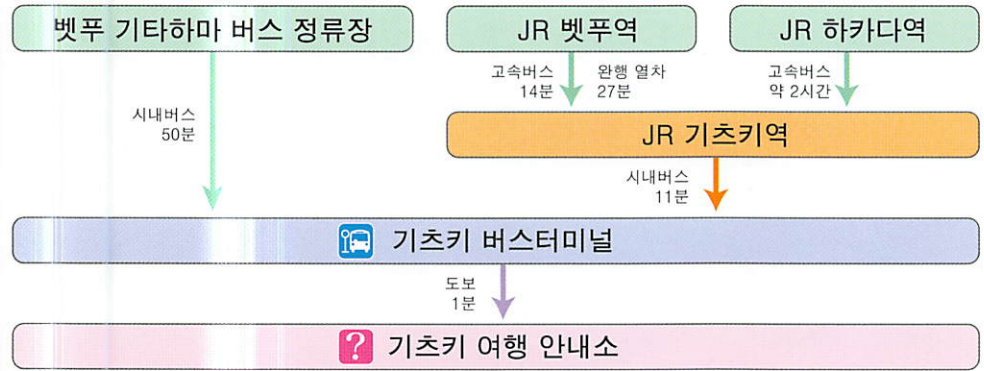 벳푸 기타하마 버스 정류장
JR 벳푸역
JR 하카다역
시내버스
50분
고속버스
14분
완행 열차
27분
고속버스
약 2시간
JR 기츠키역
시내버스
11분
기츠키 버스터미널
도보
1분
? 기츠키 여행 안내소